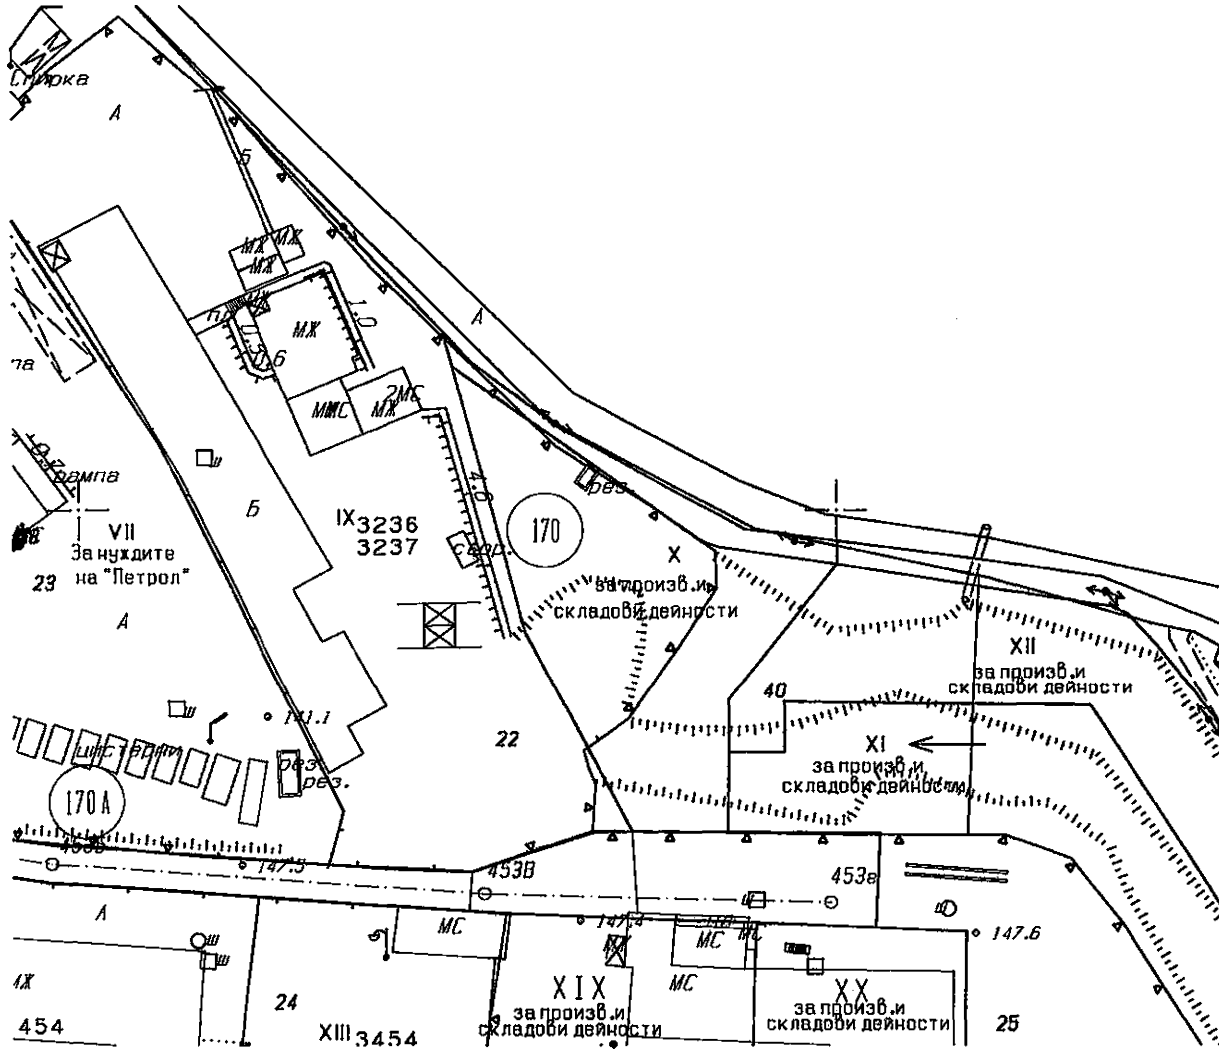 Спирка
А
Б
МЖ
МЖ
МЖ
МЖ
А
1.0
МЖ
0.6
2МС
МЖ
рампа
4.0
рез.
Б
VII
За нуждите
на "Петрол"
IX 3236
3237
170
Х
за произв.и
складови дейности
23
А
XII
за произв.и
складови дейности
40
141.1
22
XI
за произв.и
складови дейности
цистерни
рез.
рез.
170 А
147.5
453В
453в
ш
ш
А
МС
МС
МС
147.6
МС
24
XIX
за произв.и
складови дейности
XX
за произв.и
складови дейности
25
454
XIII 3454